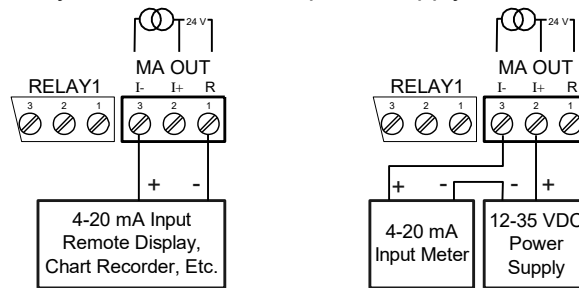 24 V
MA OUT
RELAY1 I- I+ R
3 2 1 3 2 1
+ -
4-20 mA Input
Remote Display,
Chart Recorder, Etc.
24 V
MA OUT
RELAY1 I- I+ R
3 2 1 3 2 1
+ - - +
4-20 mA
Input Meter
12-35 VDC
Power
Supply